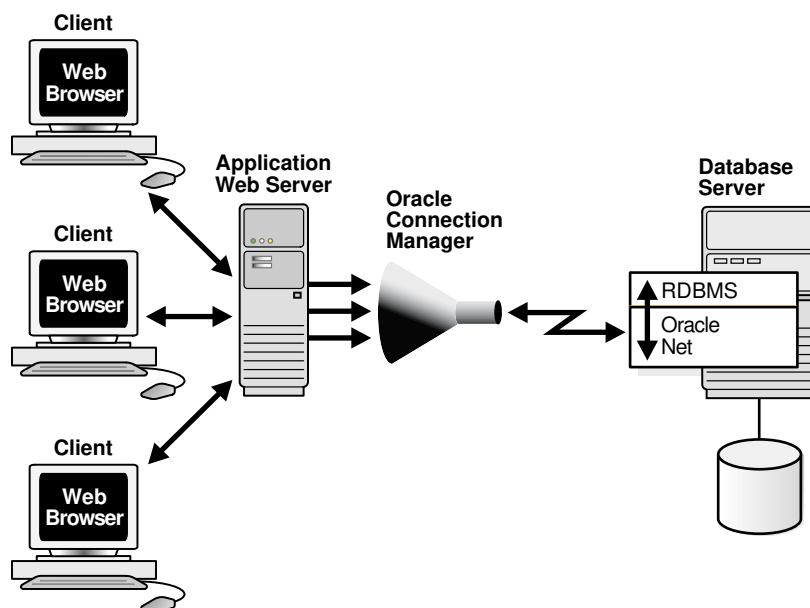 Client
Web
Browser
Application
Web Server
Oracle
Connection
Manager
Database
Server
Client
Web
Browser
RDBMS
Oracle
Net
Client
Web
Browser